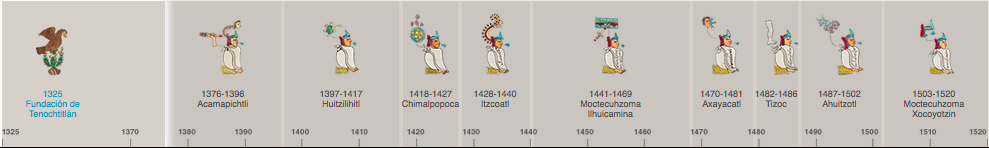 1325
Fundación de
Tenochtitlán
1376-1396
Acamapichtli
1397-1417
Huitzilihitl
1418-1427
Chimalpopoca
1428-1440
Itzcoatl
1441-1469
Moctecuhzoma
Ilhuicamina
1470-1481
Axayacatl
1482-1486
Tizoc
1487-1502
Ahuitzotl
1503-1520
Moctecuhzoma
Xocoyotzin
1325 1370 1380 1390 1400 1410 1420 1430 1440 1450 1460 1470 1480 1490 1500 1510 1520